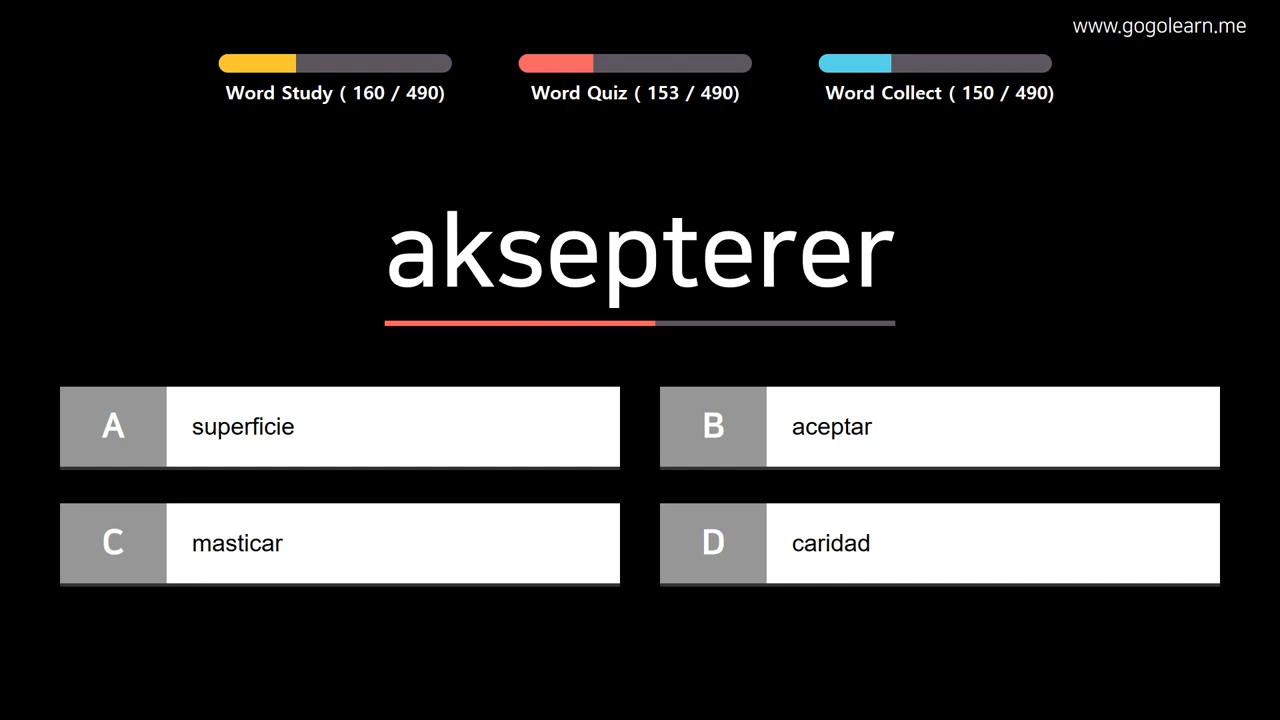 www.gogolearn.me
Word Study ( 160 / 490)
Word Quiz ( 153 / 490)
Word Collect ( 150 / 490)
aksepterer
A superficie
B aceptar
C masticar
D caridad